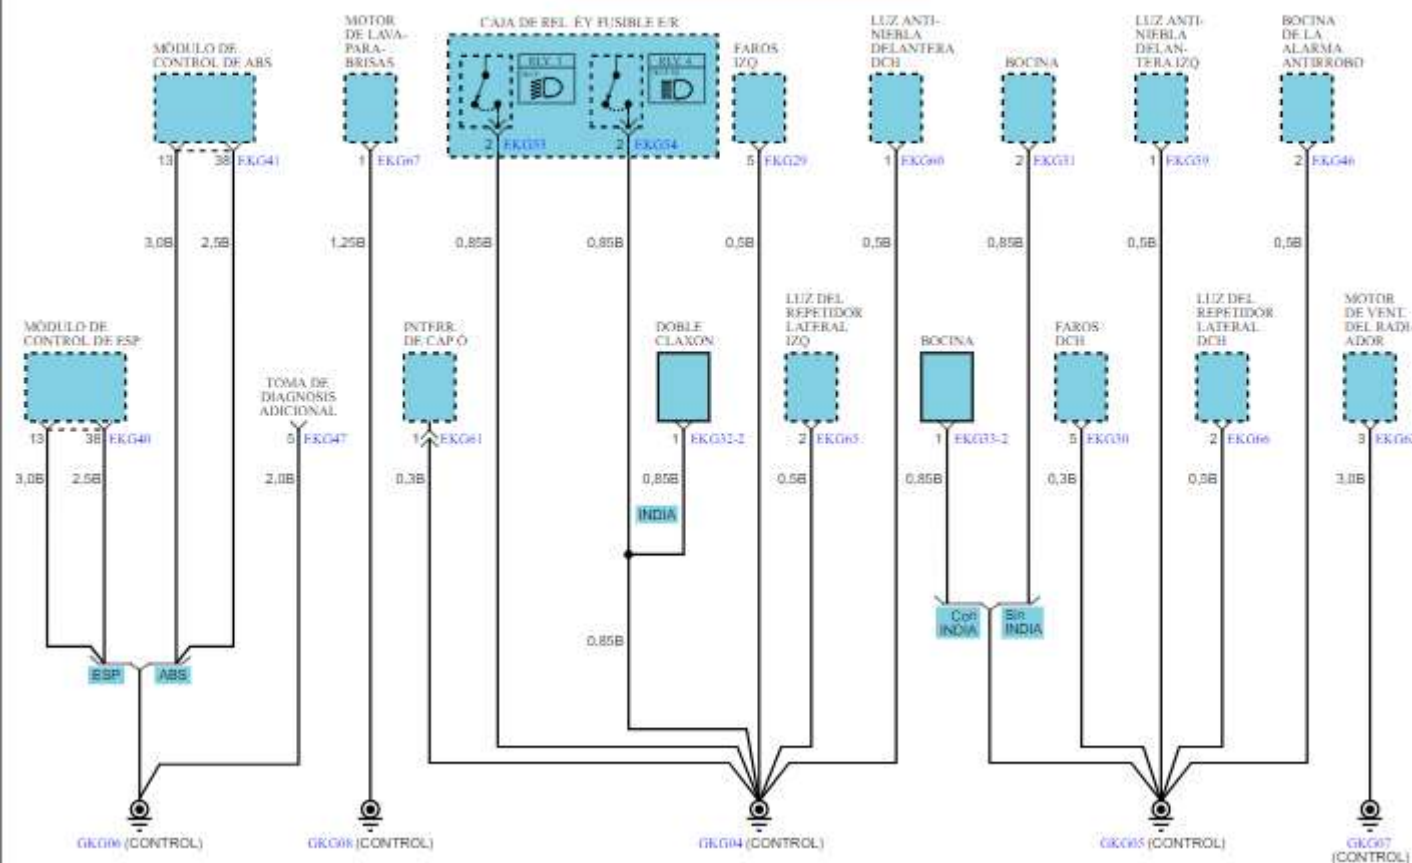 MÓDULO DE
CONTROL DE ABS
MOTOR
DE LAVA-
PARA-
BRISAS
CAJA DE REL. ÉY FUSIBLE E/R
RLY. 4
FAROS
IZQ
LUZ ANTI-
NIEBLA
DELANTERA
DCH
BOCINA
LUZ ANTI-
NIEBLA
DELAN-
TERA IZQ
BOCINA
DE LA
ALARMA
ANTIRROBO
13 38 EKG41
1 EKG67
2 EKG53
2 EKG54
5 EKG29
1 EKG60
2 EKG31
1 EKG59
2 EKG46
3,0B
2,5B
1,25B
0,85B
0,85B
0,5B
0,5B
0,85B
0,5B
0,5B
MÓDULO DE
CONTROL DE ESP
TOMA DE
DIAGNOSIS
ADICIONAL
INTERR.
DE CAP Ó
DOBLE
CLAXON
LUZ DEL
REPETIDOR
LATERAL
IZQ
BOCINA
FAROS
DCH
LUZ DEL
REPETIDOR
LATERAL
DCH
MOTOR
DE VENT.
DEL RADI-
ADOR
13 38 EKG40
5 EKG47
1 EKG61
1 EKG32-2
2 EKG65
1 EKG33-2
5 EKG30
2 EKG66
3
3,0B
2.5B
2,0B
0,3B
0,85B
0.5B
0,85B
0,3B
0,5B
3,0B
INDIA
Con
INDIA
Sin
INDIA
0,85B
ESP
ABS
GKG06 (CONTROL)
GKG08 (CONTROL)
GKG04 (CONTROL)
GKG05 (CONTROL)
GKG07
(CONTROL)